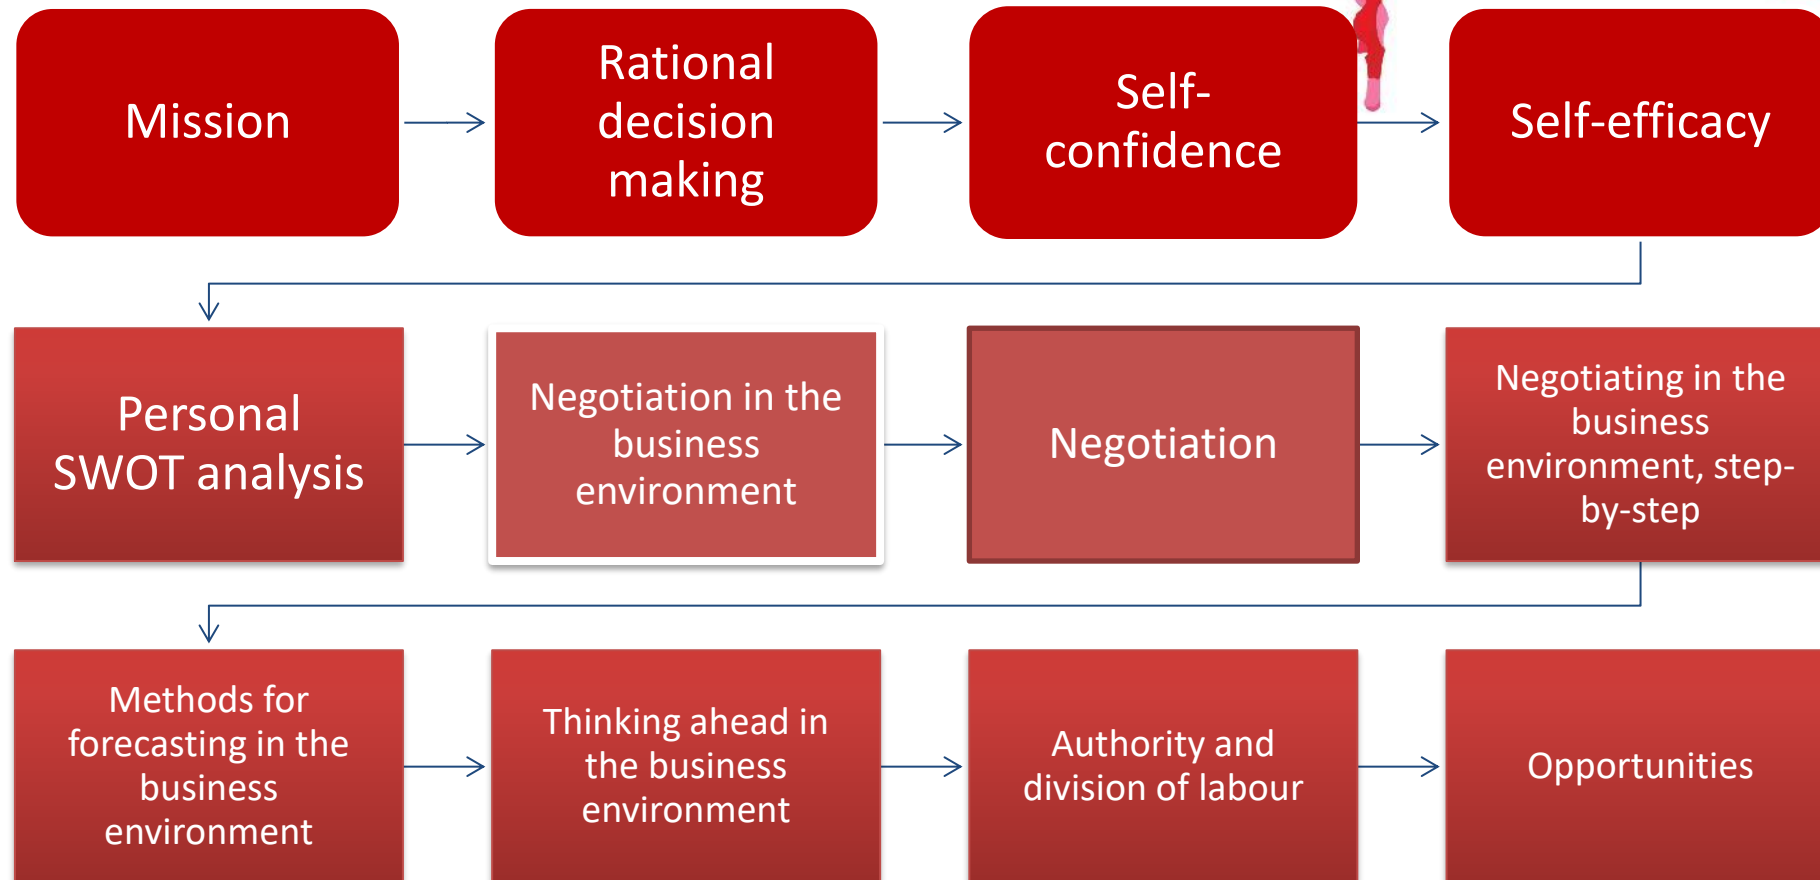 Mission
Rational
decision
making
Self-
confidence
Self-efficacy
Personal
SWOT analysis
Negotiation in the
business
environment
Negotiation
Negotiating in the
business
environment, step-
by-step
Methods for
forecasting in the
business
environment
Thinking ahead in
the business
environment
Authority and
division of labour
Opportunities